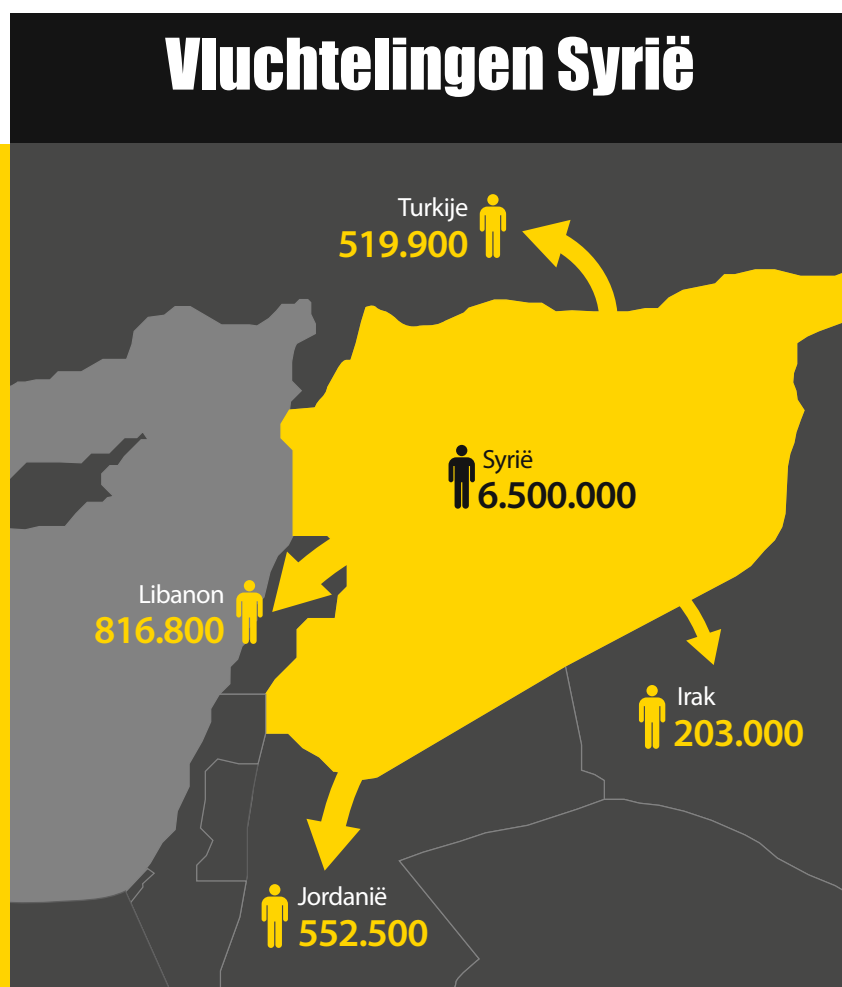 Vluchtelingen Syrië
Turkije
519.900
Syrië
6.500.000
Libanon
816.800
Irak
203.000
Jordanië
552.500